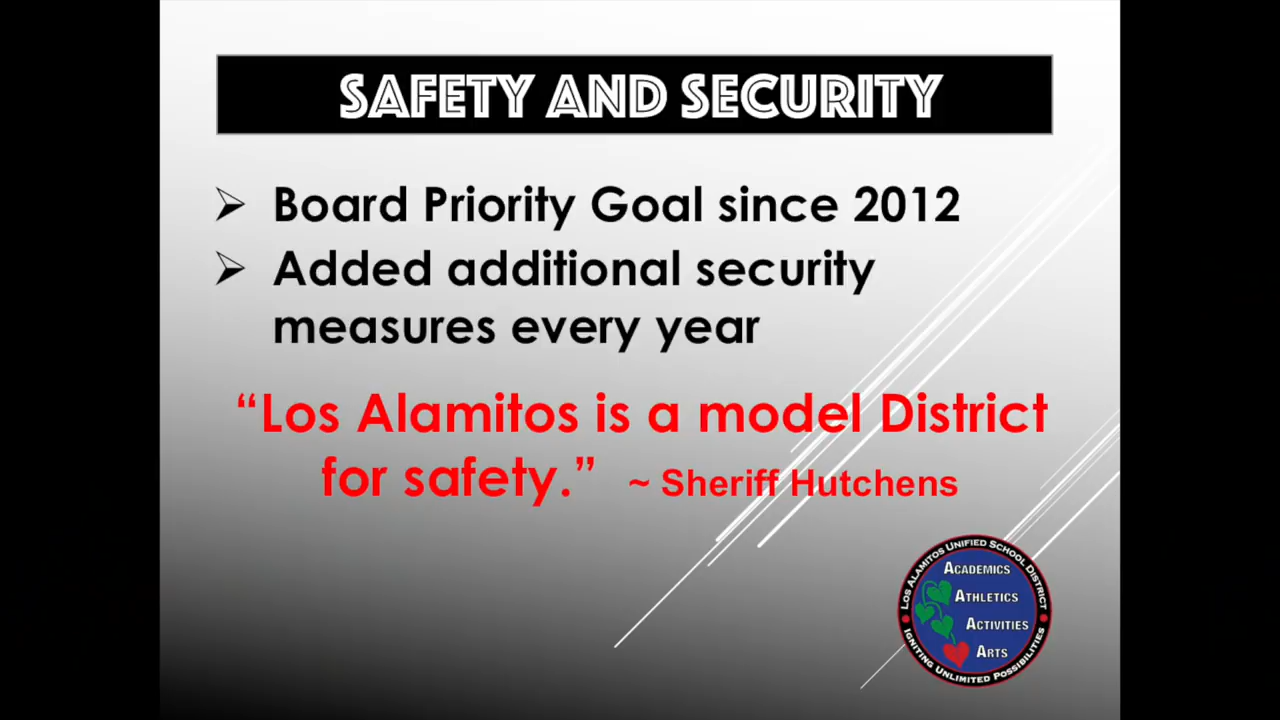 SAFETY AND SECURITY
➢ Board Priority Goal since 2012
➢ Added additional security
measures every year
“Los Alamitos is a model District
for safety.” ~ Sheriff Hutchens
LOS ALAMITOS UNIFIED SCHOOL DISTRICT
ACADEMICS
ATHLETICS
ACTIVITIES
ARTS
IGNITING UNLIMITED POSSIBILITIES